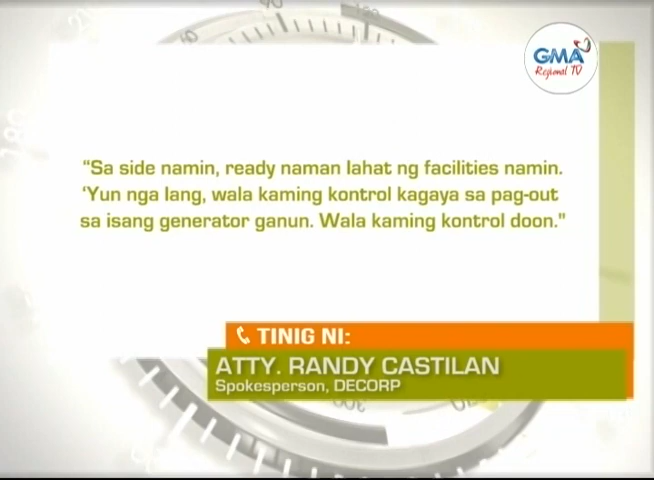 GMA
Regional TV
"Sa side namin, ready naman lahat ng facilities namin.
'Yun nga lang, wala kaming kontrol kagaya sa pag-out
sa isang generator ganun. Wala kaming kontrol doon."
TINIG NI:
ATTY. RANDY CASTILAN
Spokesperson, DECORP